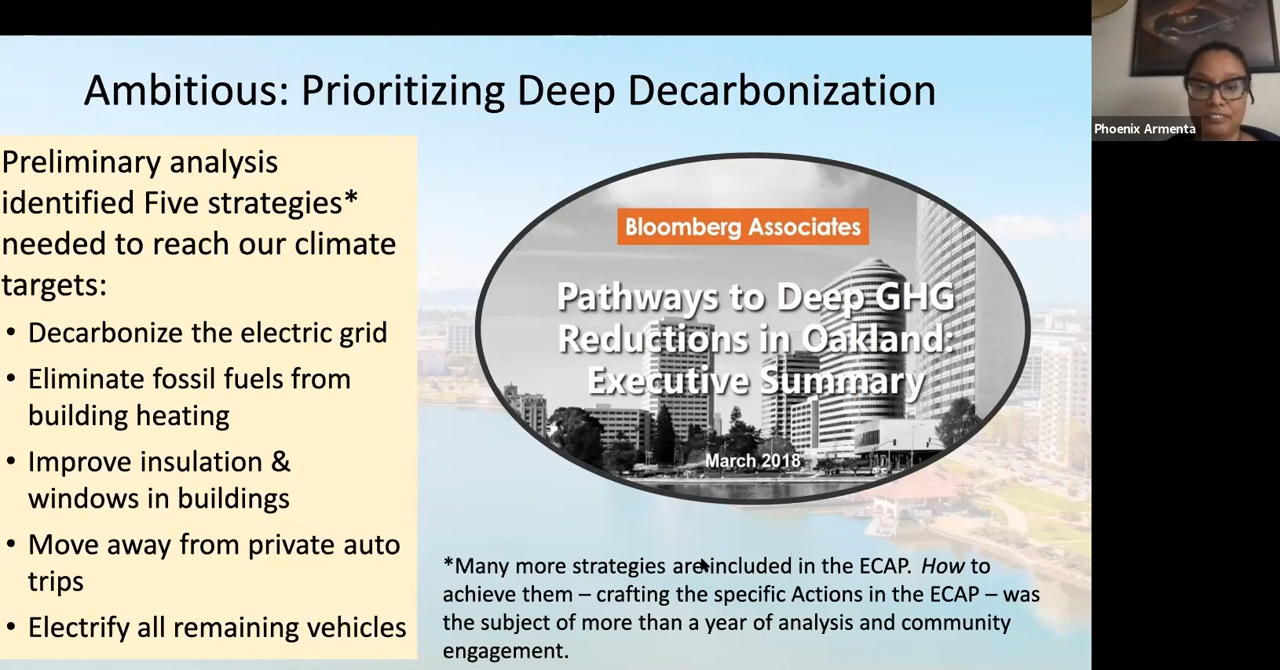 Ambitious: Prioritizing Deep Decarbonization
Preliminary analysis
identified Five strategies*
needed to reach our climate
targets:
• Decarbonize the electric grid
• Eliminate fossil fuels from
building heating
• Improve insulation &
windows in buildings
• Move away from private auto
trips
• Electrify all remaining vehicles
Bloomberg Associates
Pathways to Deep GHG
Reductions in Oakland:
Executive Summary
March 2018
*Many more strategies are included in the ECAP. How to
achieve them – crafting the specific Actions in the ECAP – was
the subject of more than a year of analysis and community
engagement.
Phoenix Armenta